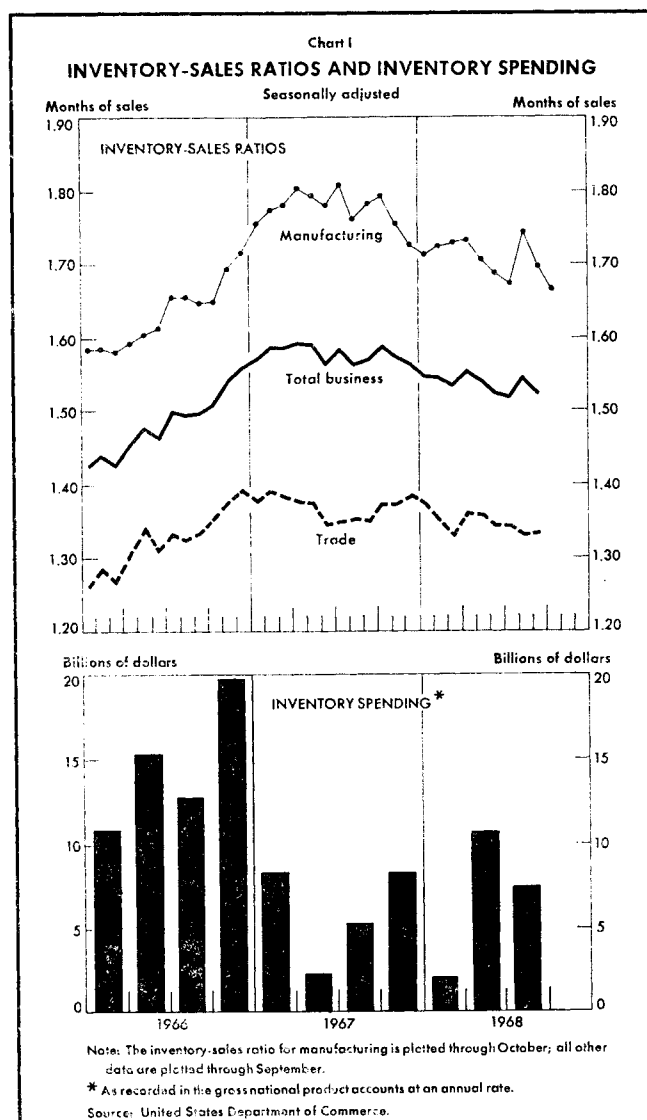 Chart I
INVENTORY-SALES RATIOS AND INVENTORY SPENDING
Seasonally adjusted
Months of sales Months of sales
1.90 1.90
INVENTORY-SALES RATIOS
1.80 1.80
Manufacturing
1.70 1.70
1.60 1.60
Total business
1.50 1.50
1.40 1.40
Trade
1.30 1.30
1.20 1.20
Billions of dollars Billions of dollars
20 20
INVENTORY SPENDING *
15 15
10 10
5 5
0 0
1966 1967 1968
Note: The inventory-sales ratio for manufacturing is plotted through October; all other
data are plotted through September.
* As recorded in the gross national product accounts at an annual rate.
Source: United States Department of Commerce.